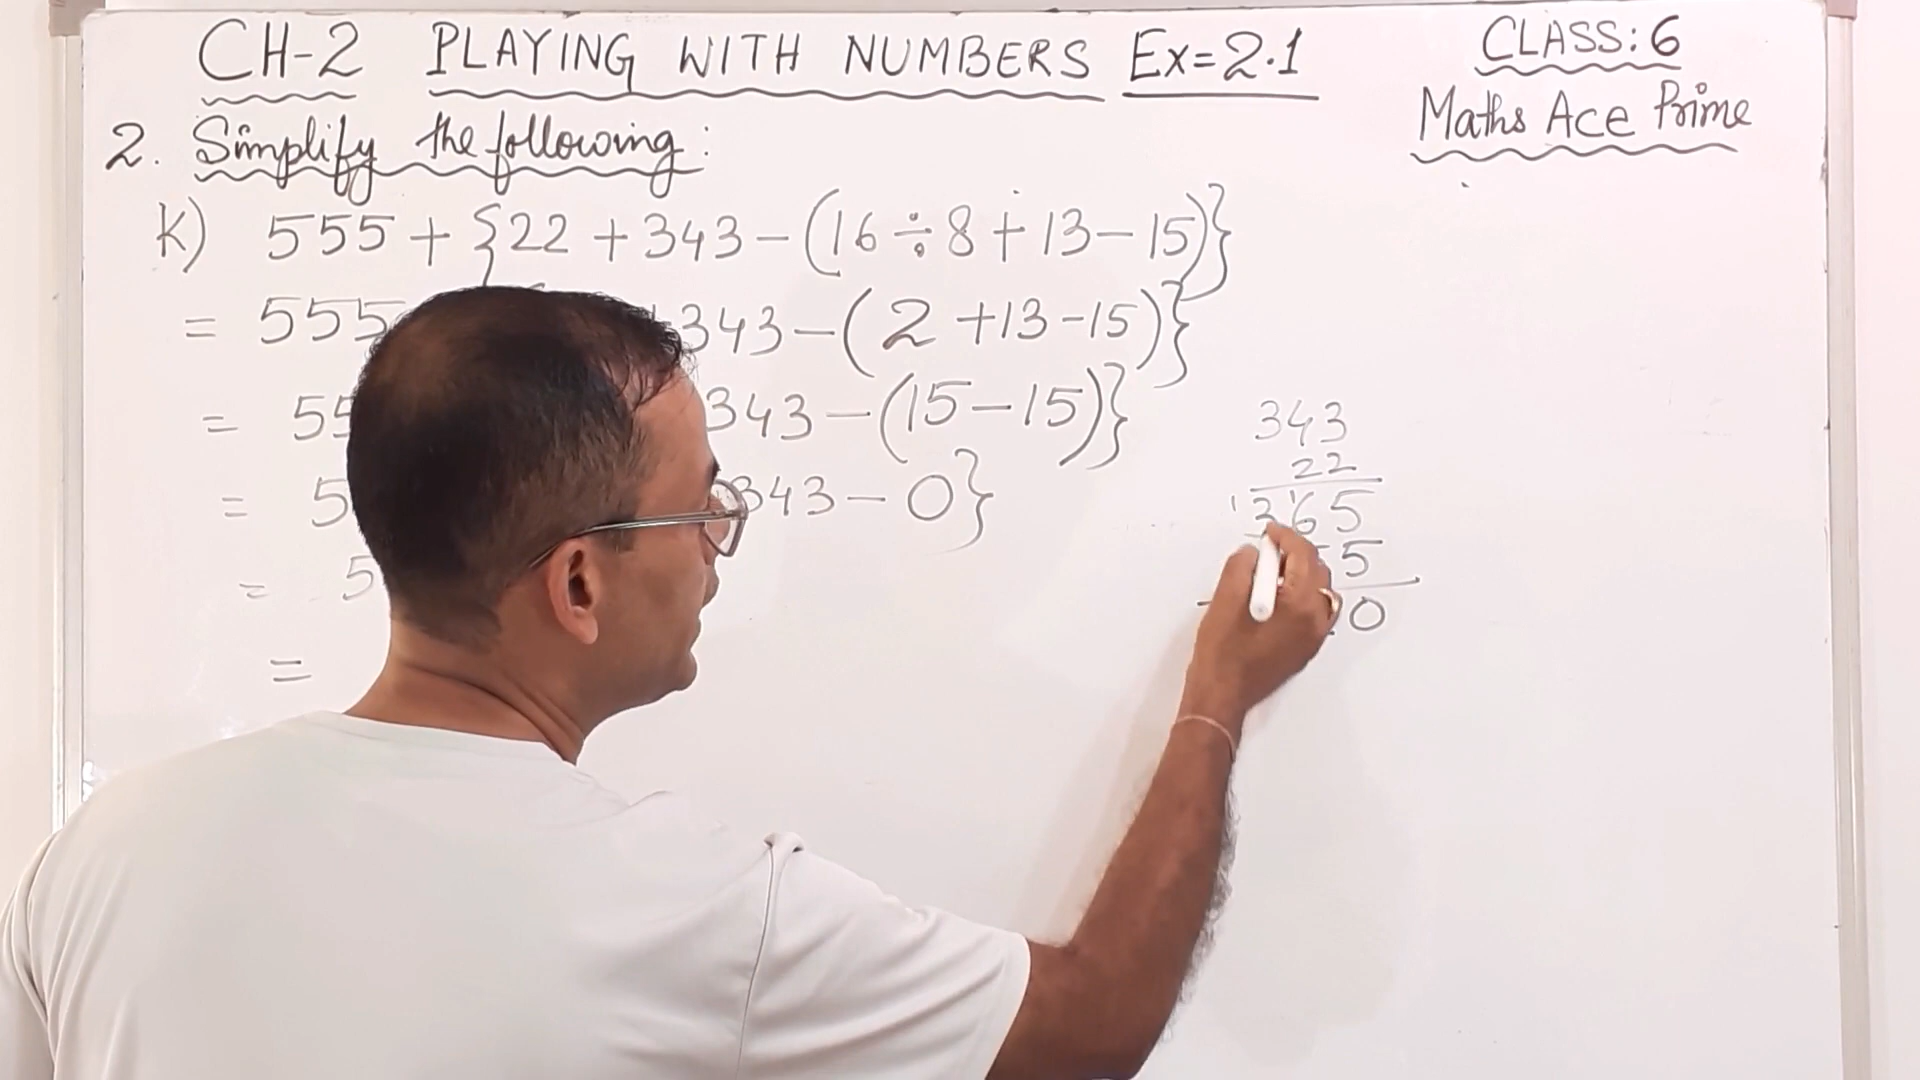 CH-2 PLAYING WITH NUMBERS Ex=2.1
CLASS:6
Maths Ace Prime
2. Simplify the following:
K) 555 + {22 + 343 - (16 ÷ 8 + 13 - 15)}
= 555 343 - (2 + 13 - 15)}
= 55 343 - (15 - 15)}
= 5 343 - 0}
= 5
=
343
22
365
5
0